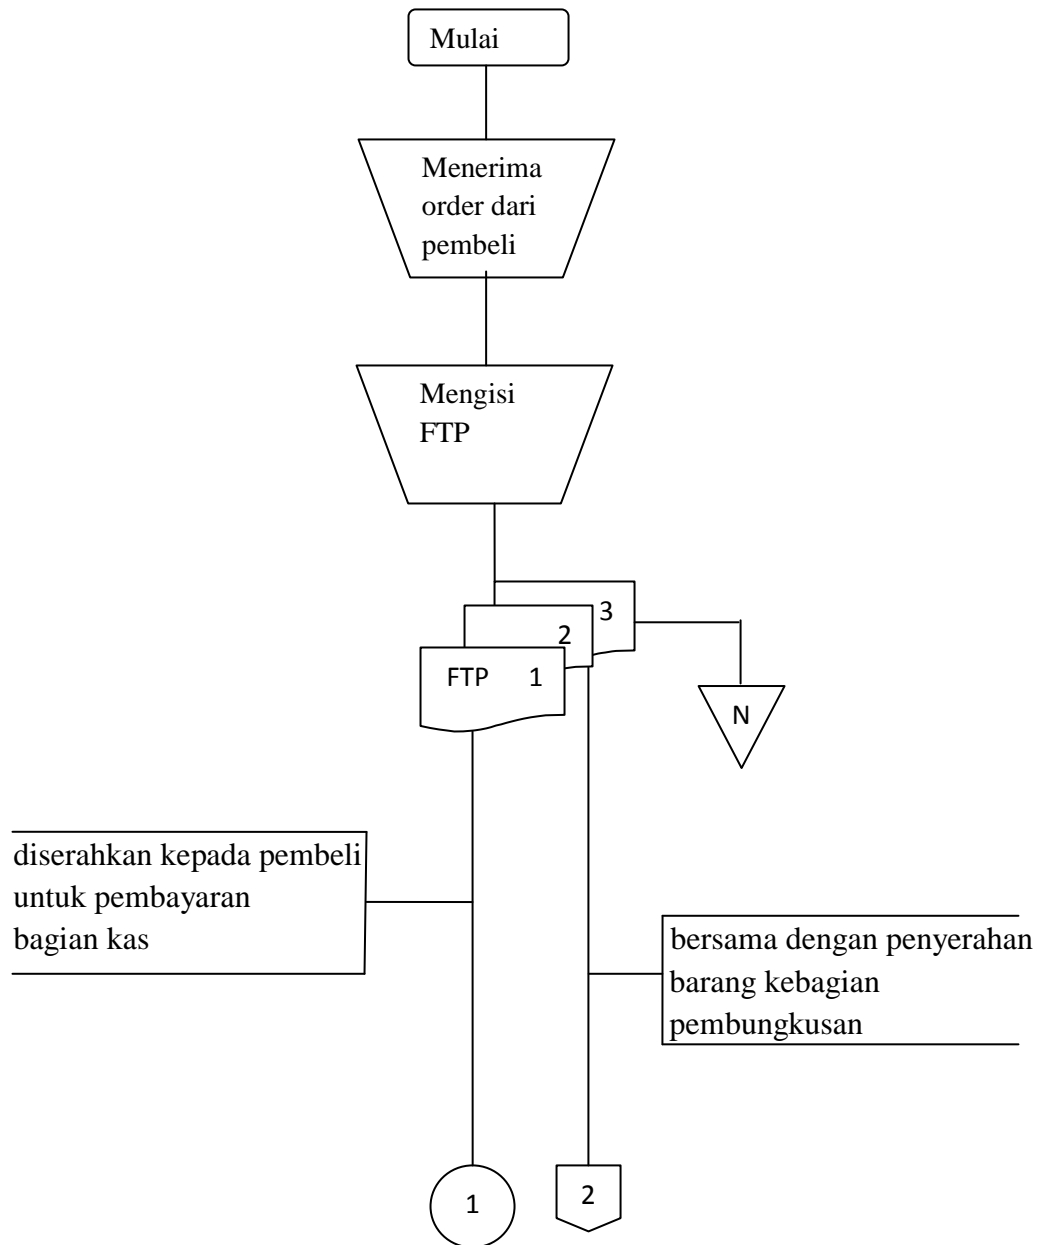 Mulai
Menerima
order dari
pembeli
Mengisi
FTP
3
2
FTP 1
N
diserahkan kepada pembeli
untuk pembayaran
bagian kas
bersama dengan penyerahan
barang kebagian
pembungkusan
1
2